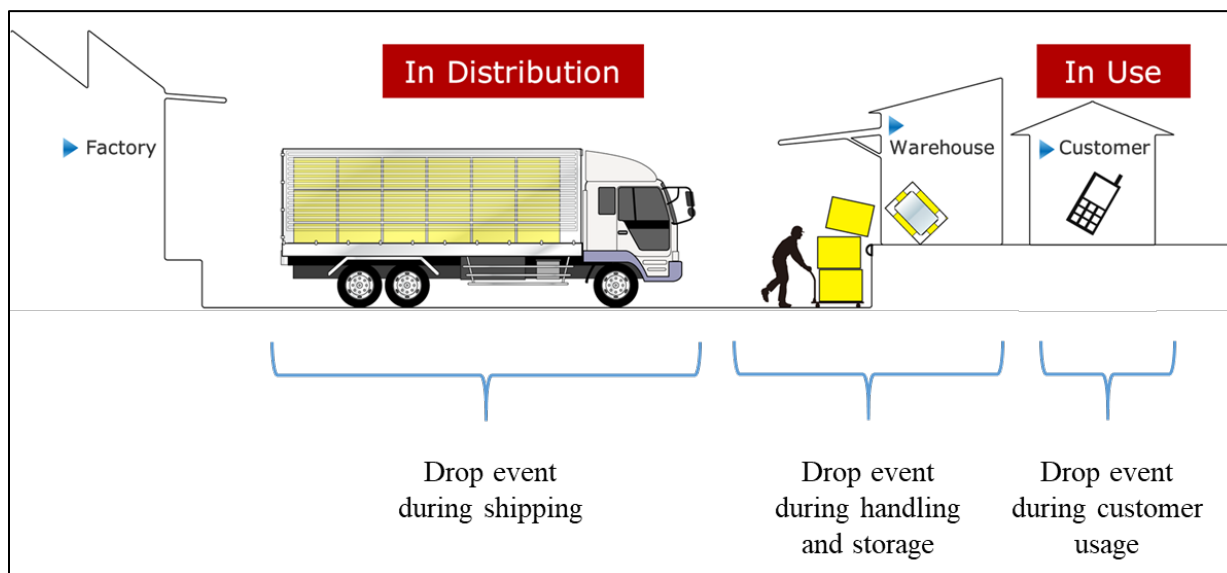 In Distribution
In Use
Factory
Warehouse
Customer
Drop event
during shipping
Drop event
during handling
and storage
Drop event
during customer
usage